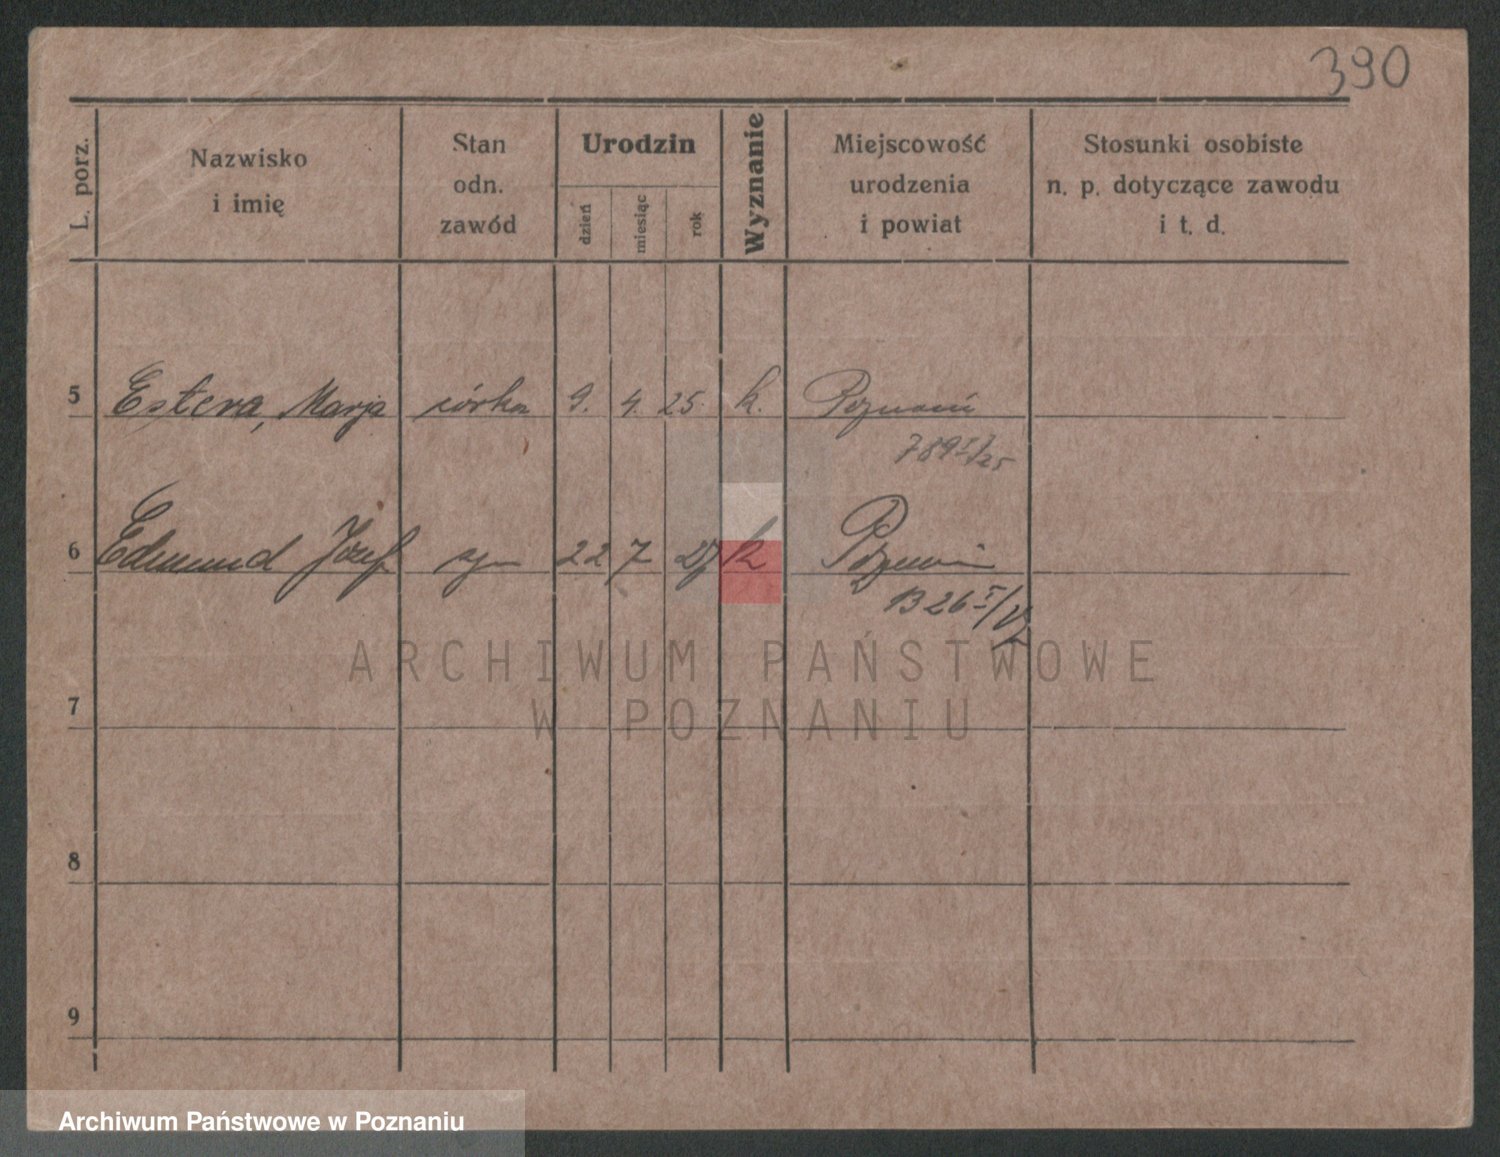 390
L. porz.
Nazwisko
i imię
Stan
odn.
zawód
Urodzin
dzień
miesiąc
rok
Wyznanie
Miejscowość
urodzenia
i powiat
Stosunki osobiste
n. p. dotyczące zawodu
i t. d.
5 Estera, Marja córka 9. 4. 25. k. Poznań
789 I/25
6 Edmund Józef syn 22 7 27 k Poznań
1326 I/
7
8
9
ARCHIWUM PAŃSTWOWE
W POZNANIU
Archiwum Państwowe w Poznaniu